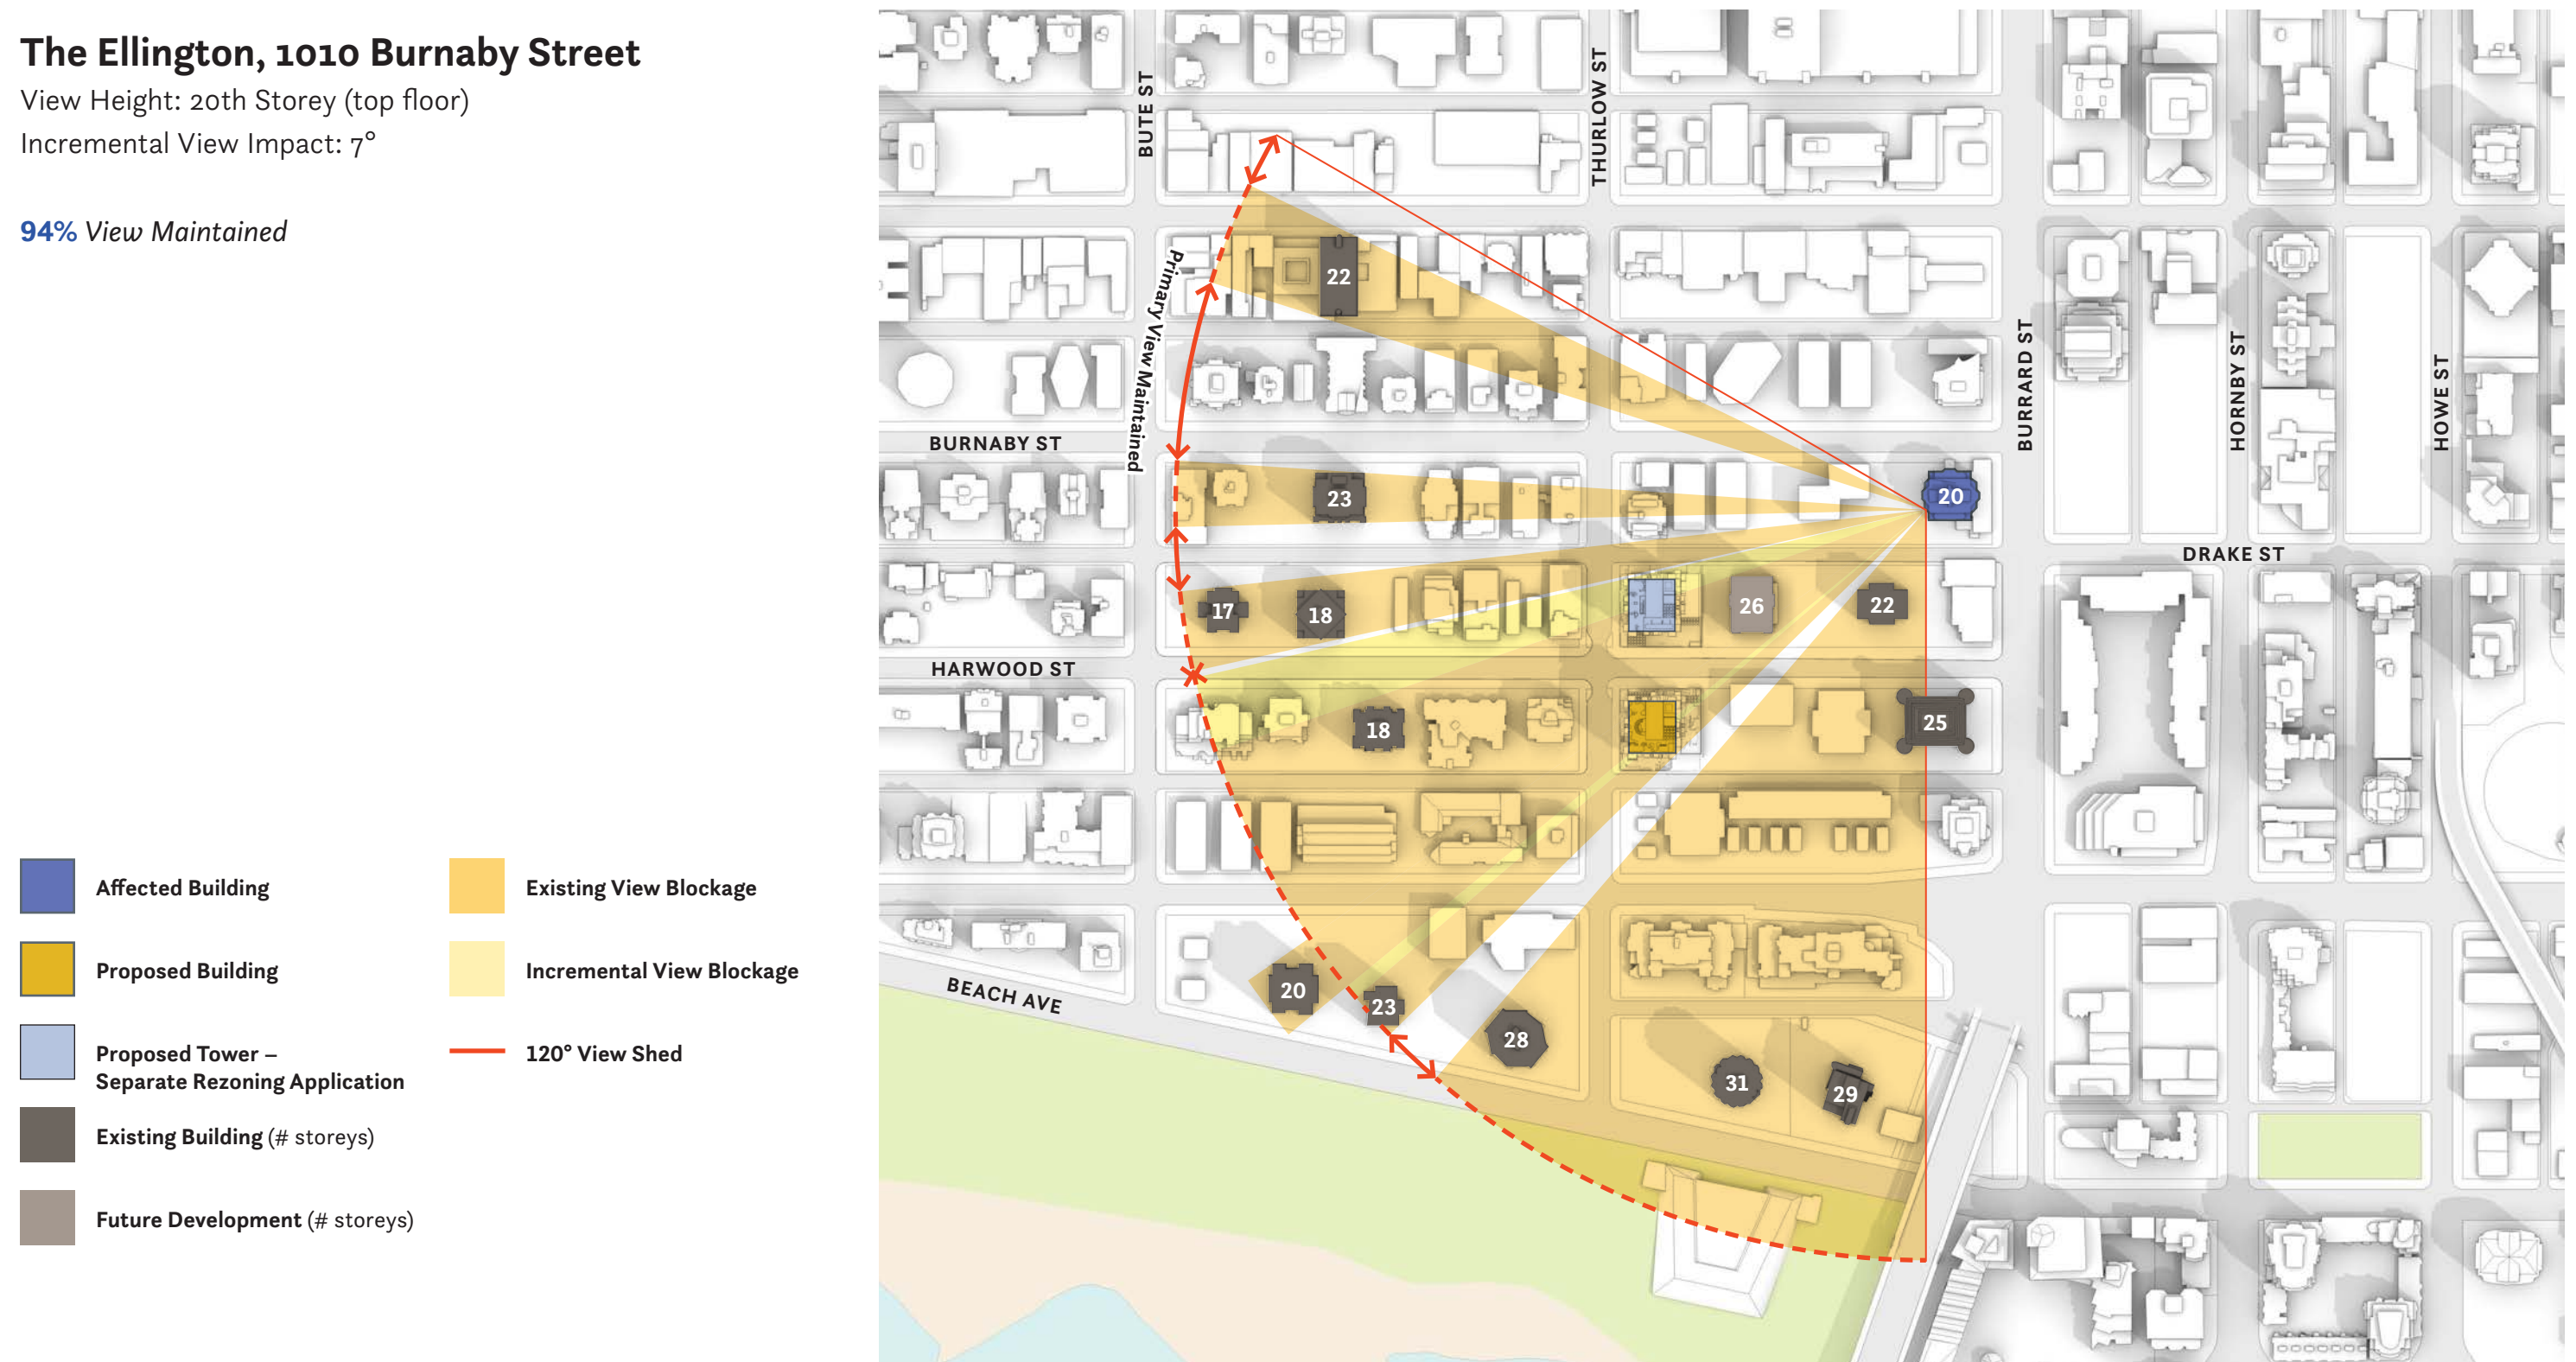 The Ellington, 1010 Burnaby Street
View Height: 20th Storey (top floor)
Incremental View Impact: 7°
94% View Maintained
Affected Building
Proposed Building
Proposed Tower –
Separate Rezoning Application
Existing Building (# storeys)
Future Development (# storeys)
Existing View Blockage
Incremental View Blockage
120° View Shed
BUTE ST
THURLOW ST
BURRARD ST
HORNBY ST
HOWE ST
Primary View Maintained
22
BURNABY ST
23
20
DRAKE ST
17
18
26
22
HARWOOD ST
18
25
BEACH AVE
20
23
28
31
29